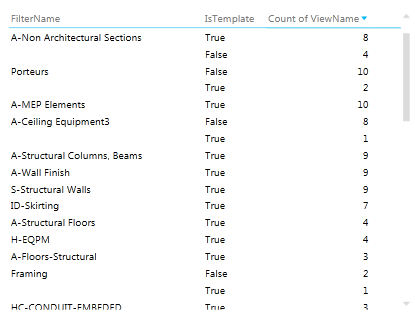 FilterName IsTemplate Count of ViewName
A-Non Architectural Sections True 8
False 4
Porteurs False 10
True 2
A-MEP Elements True 10
A-Ceiling Equipment3 False 8
True 1
A-Structural Columns, Beams True 9
A-Wall Finish True 9
S-Structural Walls True 9
ID-Skirting True 7
A-Structural Floors True 4
H-EQPM True 4
A-Floors-Structural True 3
Framing False 2
True 1
HC-CONDUIT-EMBEDED True 3